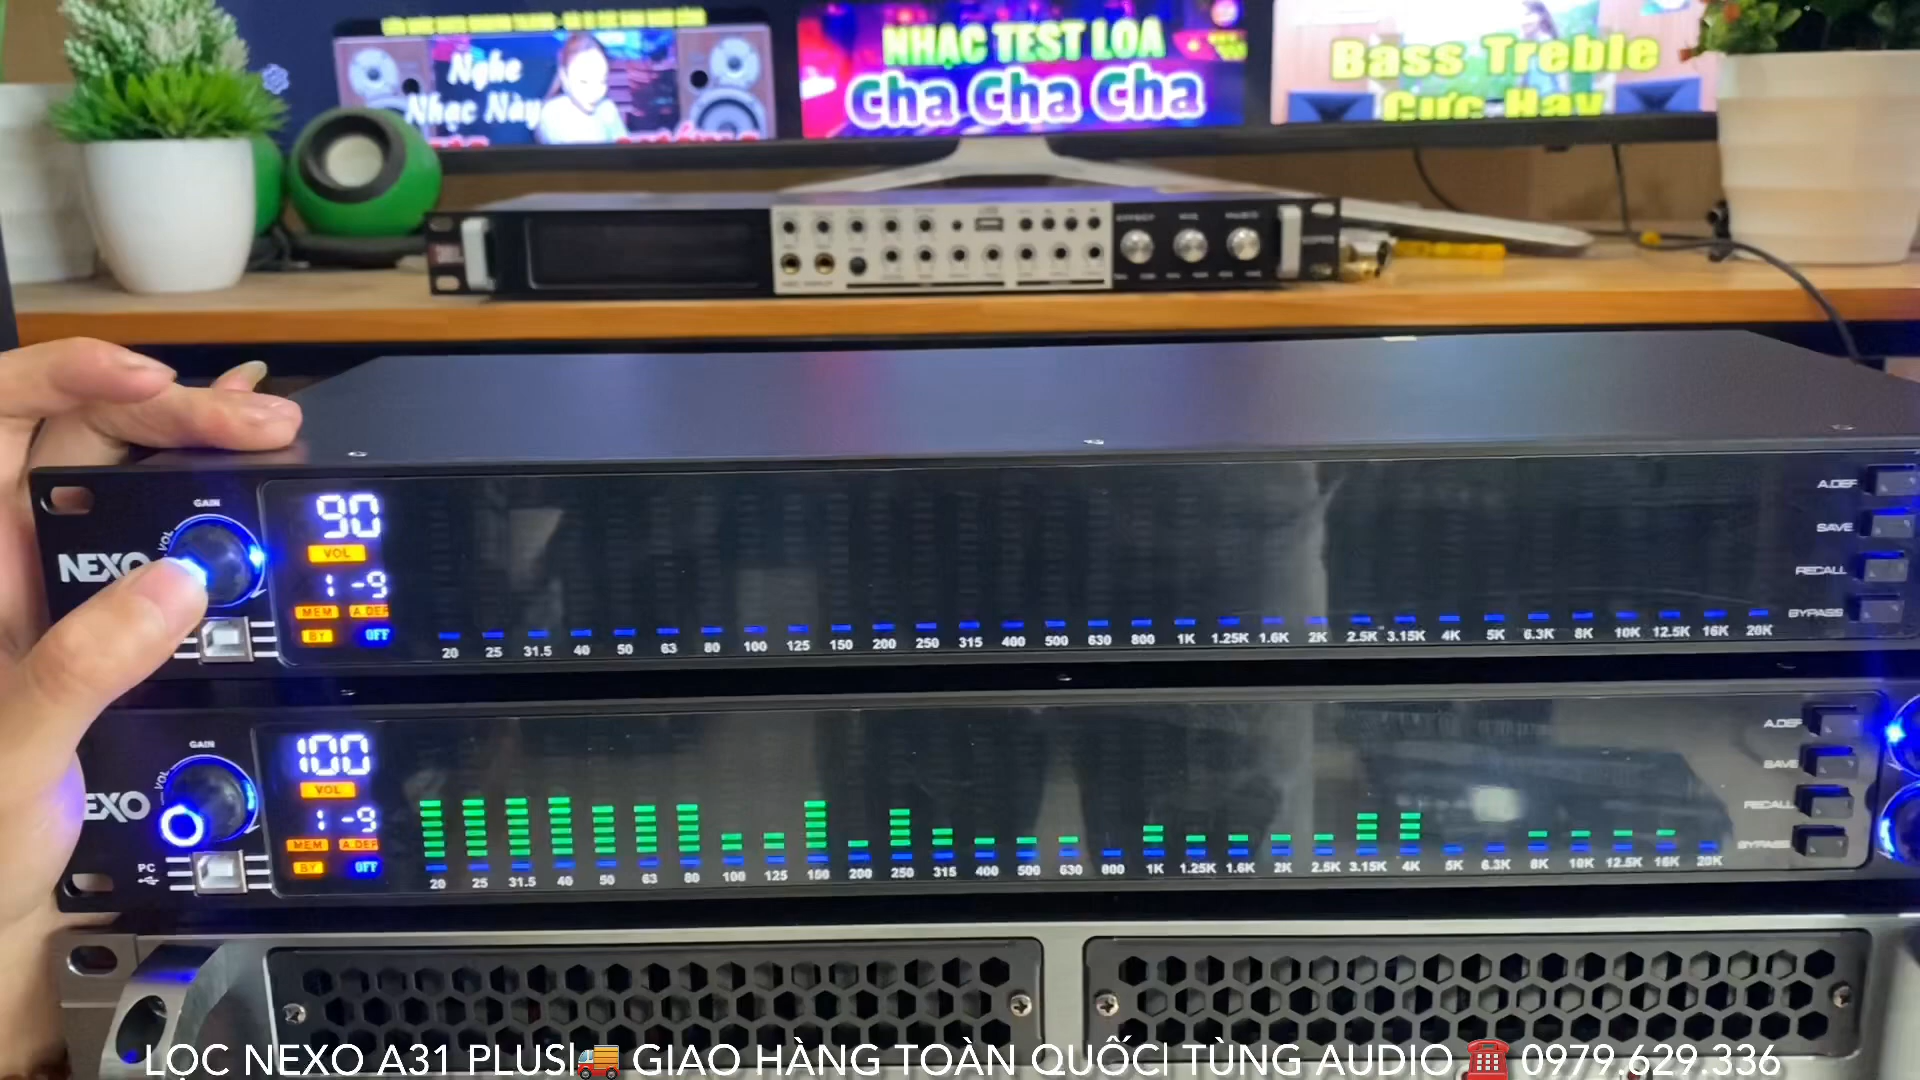 Nghe
Nhạc Này
NHẠC TEST LOA
Cha Cha Cha
Bass Treble
Cực Hay
EFFECT MIC MUSIC
GAIN
VOL
NEXO
90
VOL
1 -9
MEM A.DEF
BY OFF
20 25 31.5 40 50 63 80 100 125 150 200 250 315 400 500 630 800 1K 1.25K 1.6K 2K 2.5K 3.15K 4K 5K 6.3K 8K 10K 12.5K 16K 20K
A.DEF
SAVE
RECALL
BYPASS
GAIN
VOL
NEXO
PC
100
VOL
1 -9
MEM A.DEF
BY OFF
20 25 31.5 40 50 63 80 100 125 150 200 250 315 400 500 630 800 1K 1.25K 1.6K 2K 2.5K 3.15K 4K 5K 6.3K 8K 10K 12.5K 16K 20K
A.DEF
SAVE
RECALL
BYPASS
LỌC NEXO A31 PLUS|🚚 GIAO HÀNG TOÀN QUỐC| TÙNG AUDIO ☎️ 0979.629.336